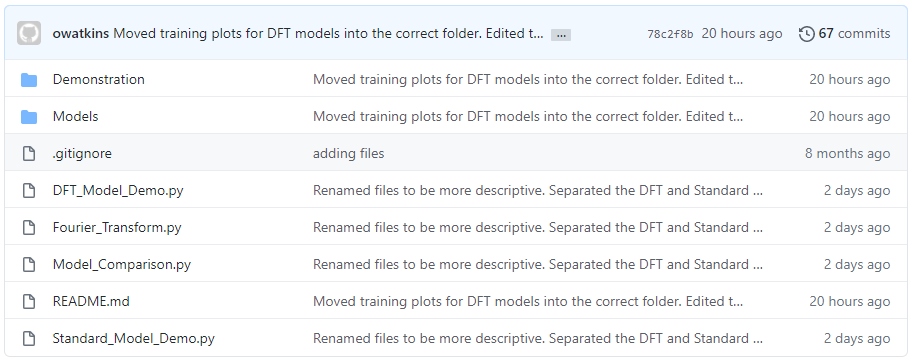 owatkins Moved training plots for DFT models into the correct folder. Edited t... ... 78c2f8b 20 hours ago 67 commits
Demonstration Moved training plots for DFT models into the correct folder. Edited t... 20 hours ago
Models Moved training plots for DFT models into the correct folder. Edited t... 20 hours ago
.gitignore adding files 8 months ago
DFT_Model_Demo.py Renamed files to be more descriptive. Separated the DFT and Standard ... 2 days ago
Fourier_Transform.py Renamed files to be more descriptive. Separated the DFT and Standard ... 2 days ago
Model_Comparison.py Renamed files to be more descriptive. Separated the DFT and Standard ... 2 days ago
README.md Moved training plots for DFT models into the correct folder. Edited t... 20 hours ago
Standard_Model_Demo.py Renamed files to be more descriptive. Separated the DFT and Standard ... 2 days ago